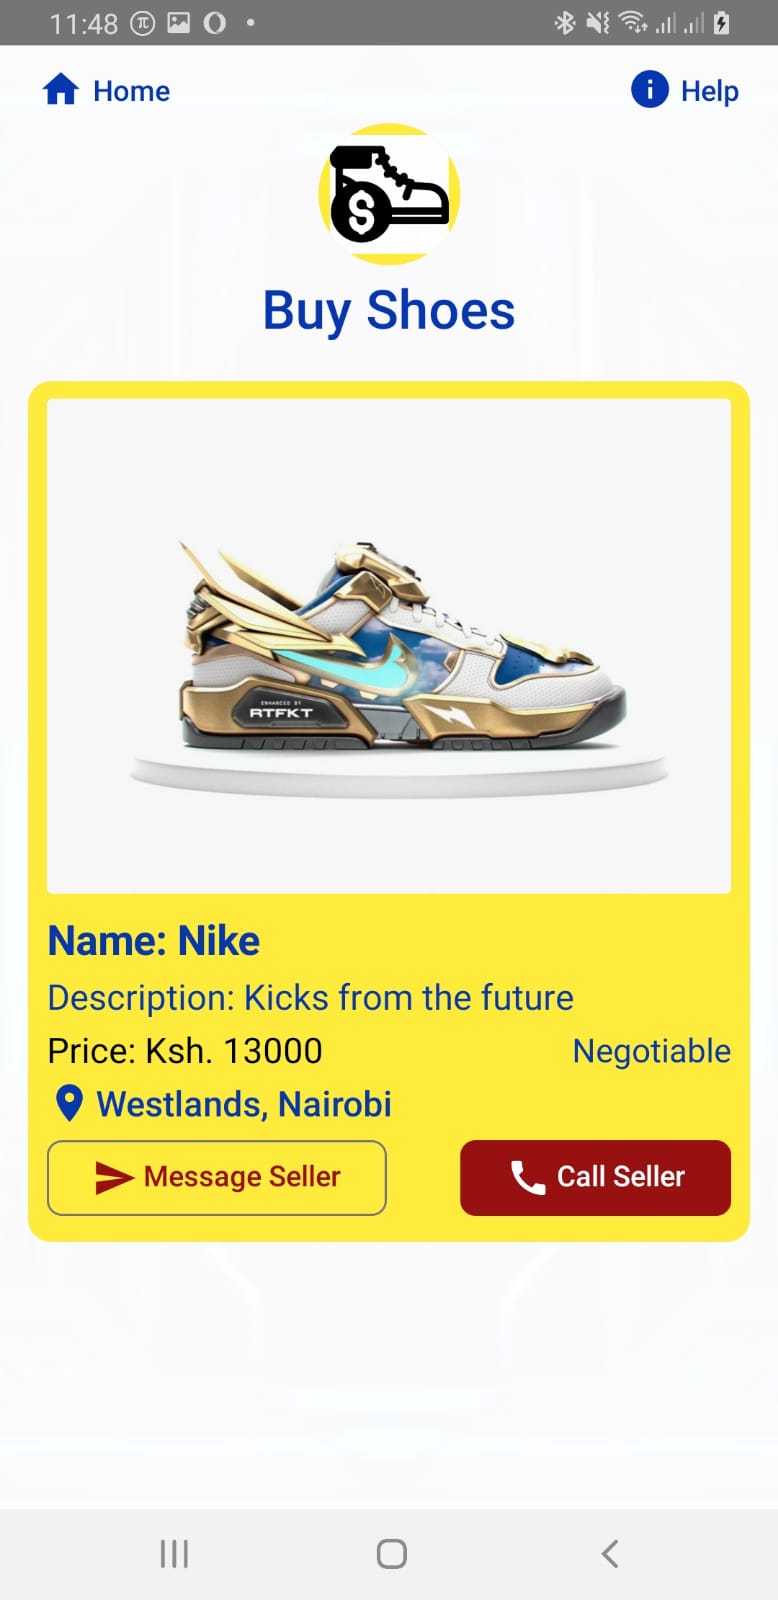 11:48
Home
Help
$
Buy Shoes
ENHANCED BY
RTFKT
Name: Nike
Description: Kicks from the future
Price: Ksh. 13000
Negotiable
Westlands, Nairobi
Message Seller
Call Seller